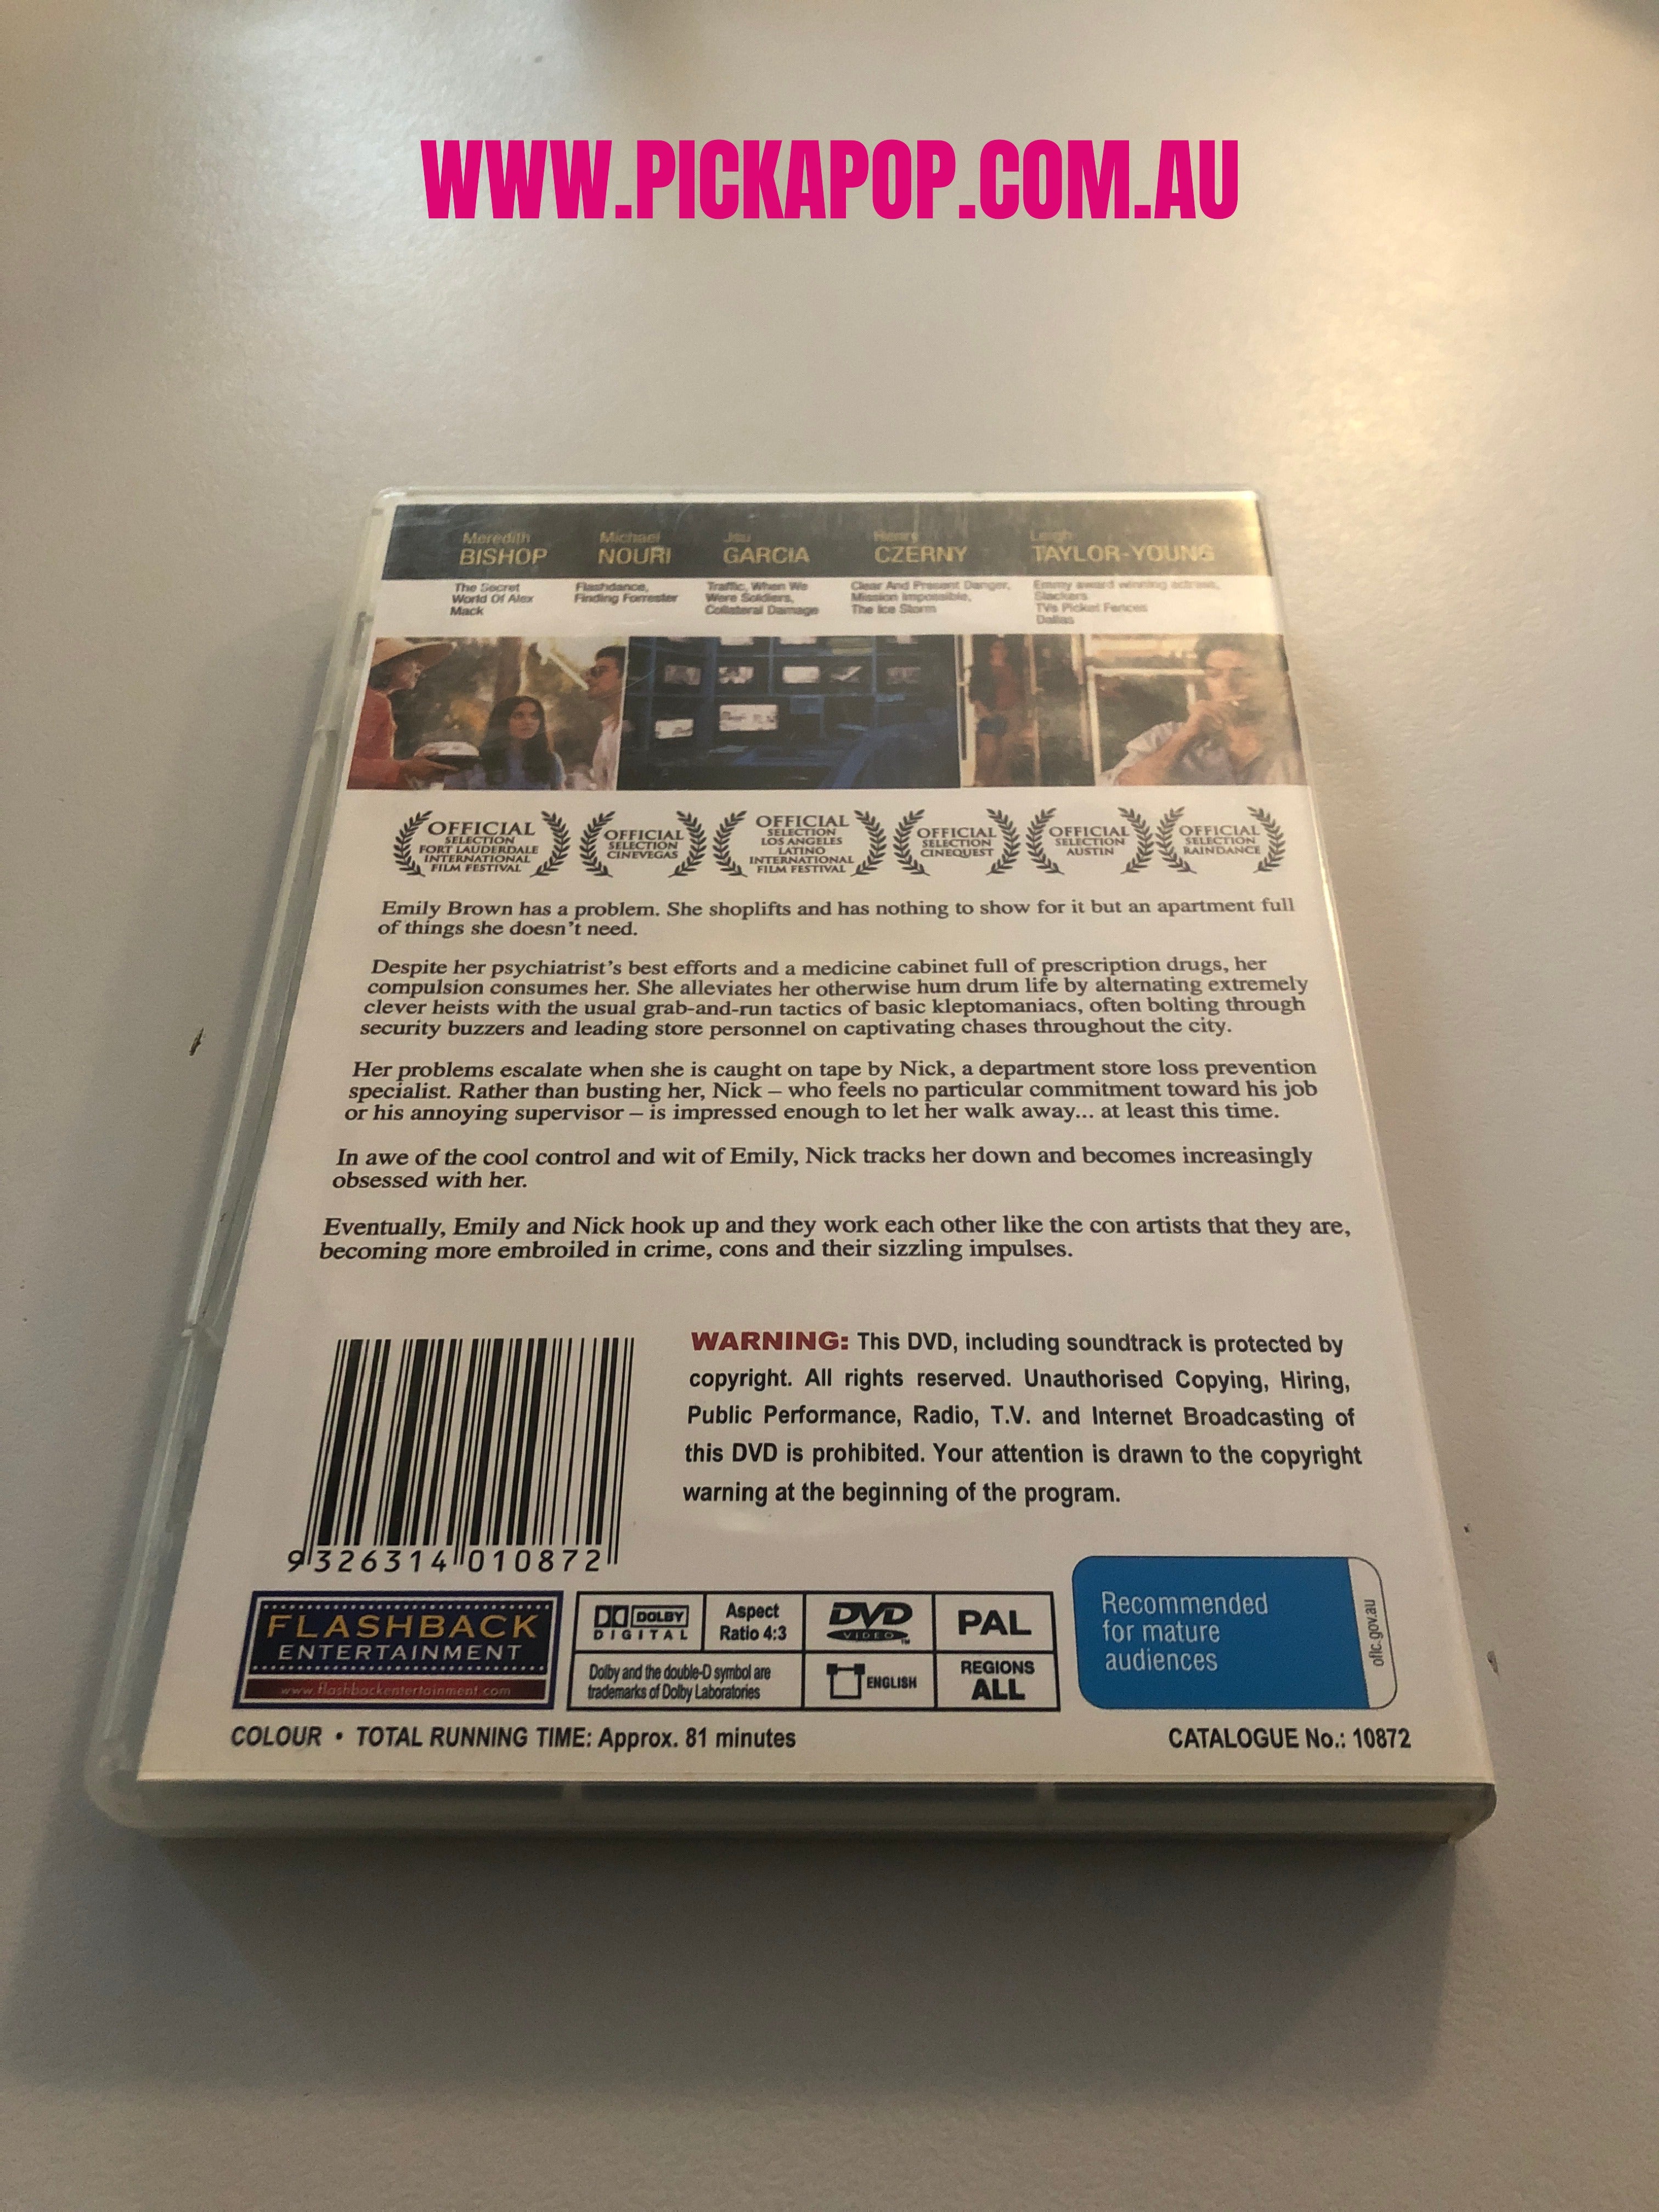 WWW.PICKAPOP.COM.AU
Meredith
BISHOP
Michael
NOURI
Jsu
GARCIA
Henry
CZERNY
Leigh
TAYLOR-YOUNG
The Secret
World Of Alex
Mack
Flashdance,
Finding Forrester
Traffic, When We
Were Soldiers,
Collateral Damage
Clear And Present Danger,
Mission Impossible,
The Ice Storm
Emmy award winning actress,
Slackers
TVs Picket Fences
Dallas
OFFICIAL
SELECTION
FORT LAUDERDALE
INTERNATIONAL
FILM FESTIVAL
OFFICIAL
SELECTION
CINEVEGAS
OFFICIAL
SELECTION
LOS ANGELES
LATINO
INTERNATIONAL
FILM FESTIVAL
OFFICIAL
SELECTION
CINEQUEST
OFFICIAL
SELECTION
AUSTIN
OFFICIAL
SELECTION
RAINDANCE
Emily Brown has a problem. She shoplifts and has nothing to show for it but an apartment full
of things she doesn't need.
Despite her psychiatrist's best efforts and a medicine cabinet full of prescription drugs, her
compulsion consumes her. She alleviates her otherwise hum drum life by alternating extremely
clever heists with the usual grab-and-run tactics of basic kleptomaniacs, often bolting through
security buzzers and leading store personnel on captivating chases throughout the city.
Her problems escalate when she is caught on tape by Nick, a department store loss prevention
specialist. Rather than busting her, Nick – who feels no particular commitment toward his job
or his annoying supervisor – is impressed enough to let her walk away... at least this time.
In awe of the cool control and wit of Emily, Nick tracks her down and becomes increasingly
obsessed with her.
Eventually, Emily and Nick hook up and they work each other like the con artists that they are,
becoming more embroiled in crime, cons and their sizzling impulses.
WARNING: This DVD, including soundtrack is protected by
copyright. All rights reserved. Unauthorised Copying, Hiring,
Public Performance, Radio, T.V. and Internet Broadcasting of
this DVD is prohibited. Your attention is drawn to the copyright
warning at the beginning of the program.
9 326314 010872
FLASHBACK
ENTERTAINMENT
www.flashbackentertainment.com
DOLBY
DIGITAL
Aspect
Ratio 4:3
DVD
VIDEO
TM
PAL
Dolby and the double-D symbol are
trademarks of Dolby Laboratories
ENGLISH
REGIONS
ALL
Recommended
for mature
audiences
oflc.gov.au
COLOUR • TOTAL RUNNING TIME: Approx. 81 minutes
CATALOGUE No.: 10872